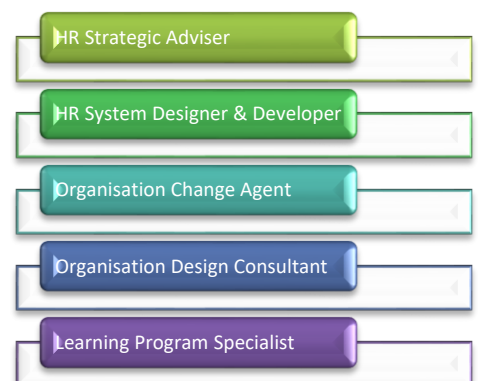 HR Strategic Adviser
HR System Designer & Developer
Organisation Change Agent
Organisation Design Consultant
Learning Program Specialist